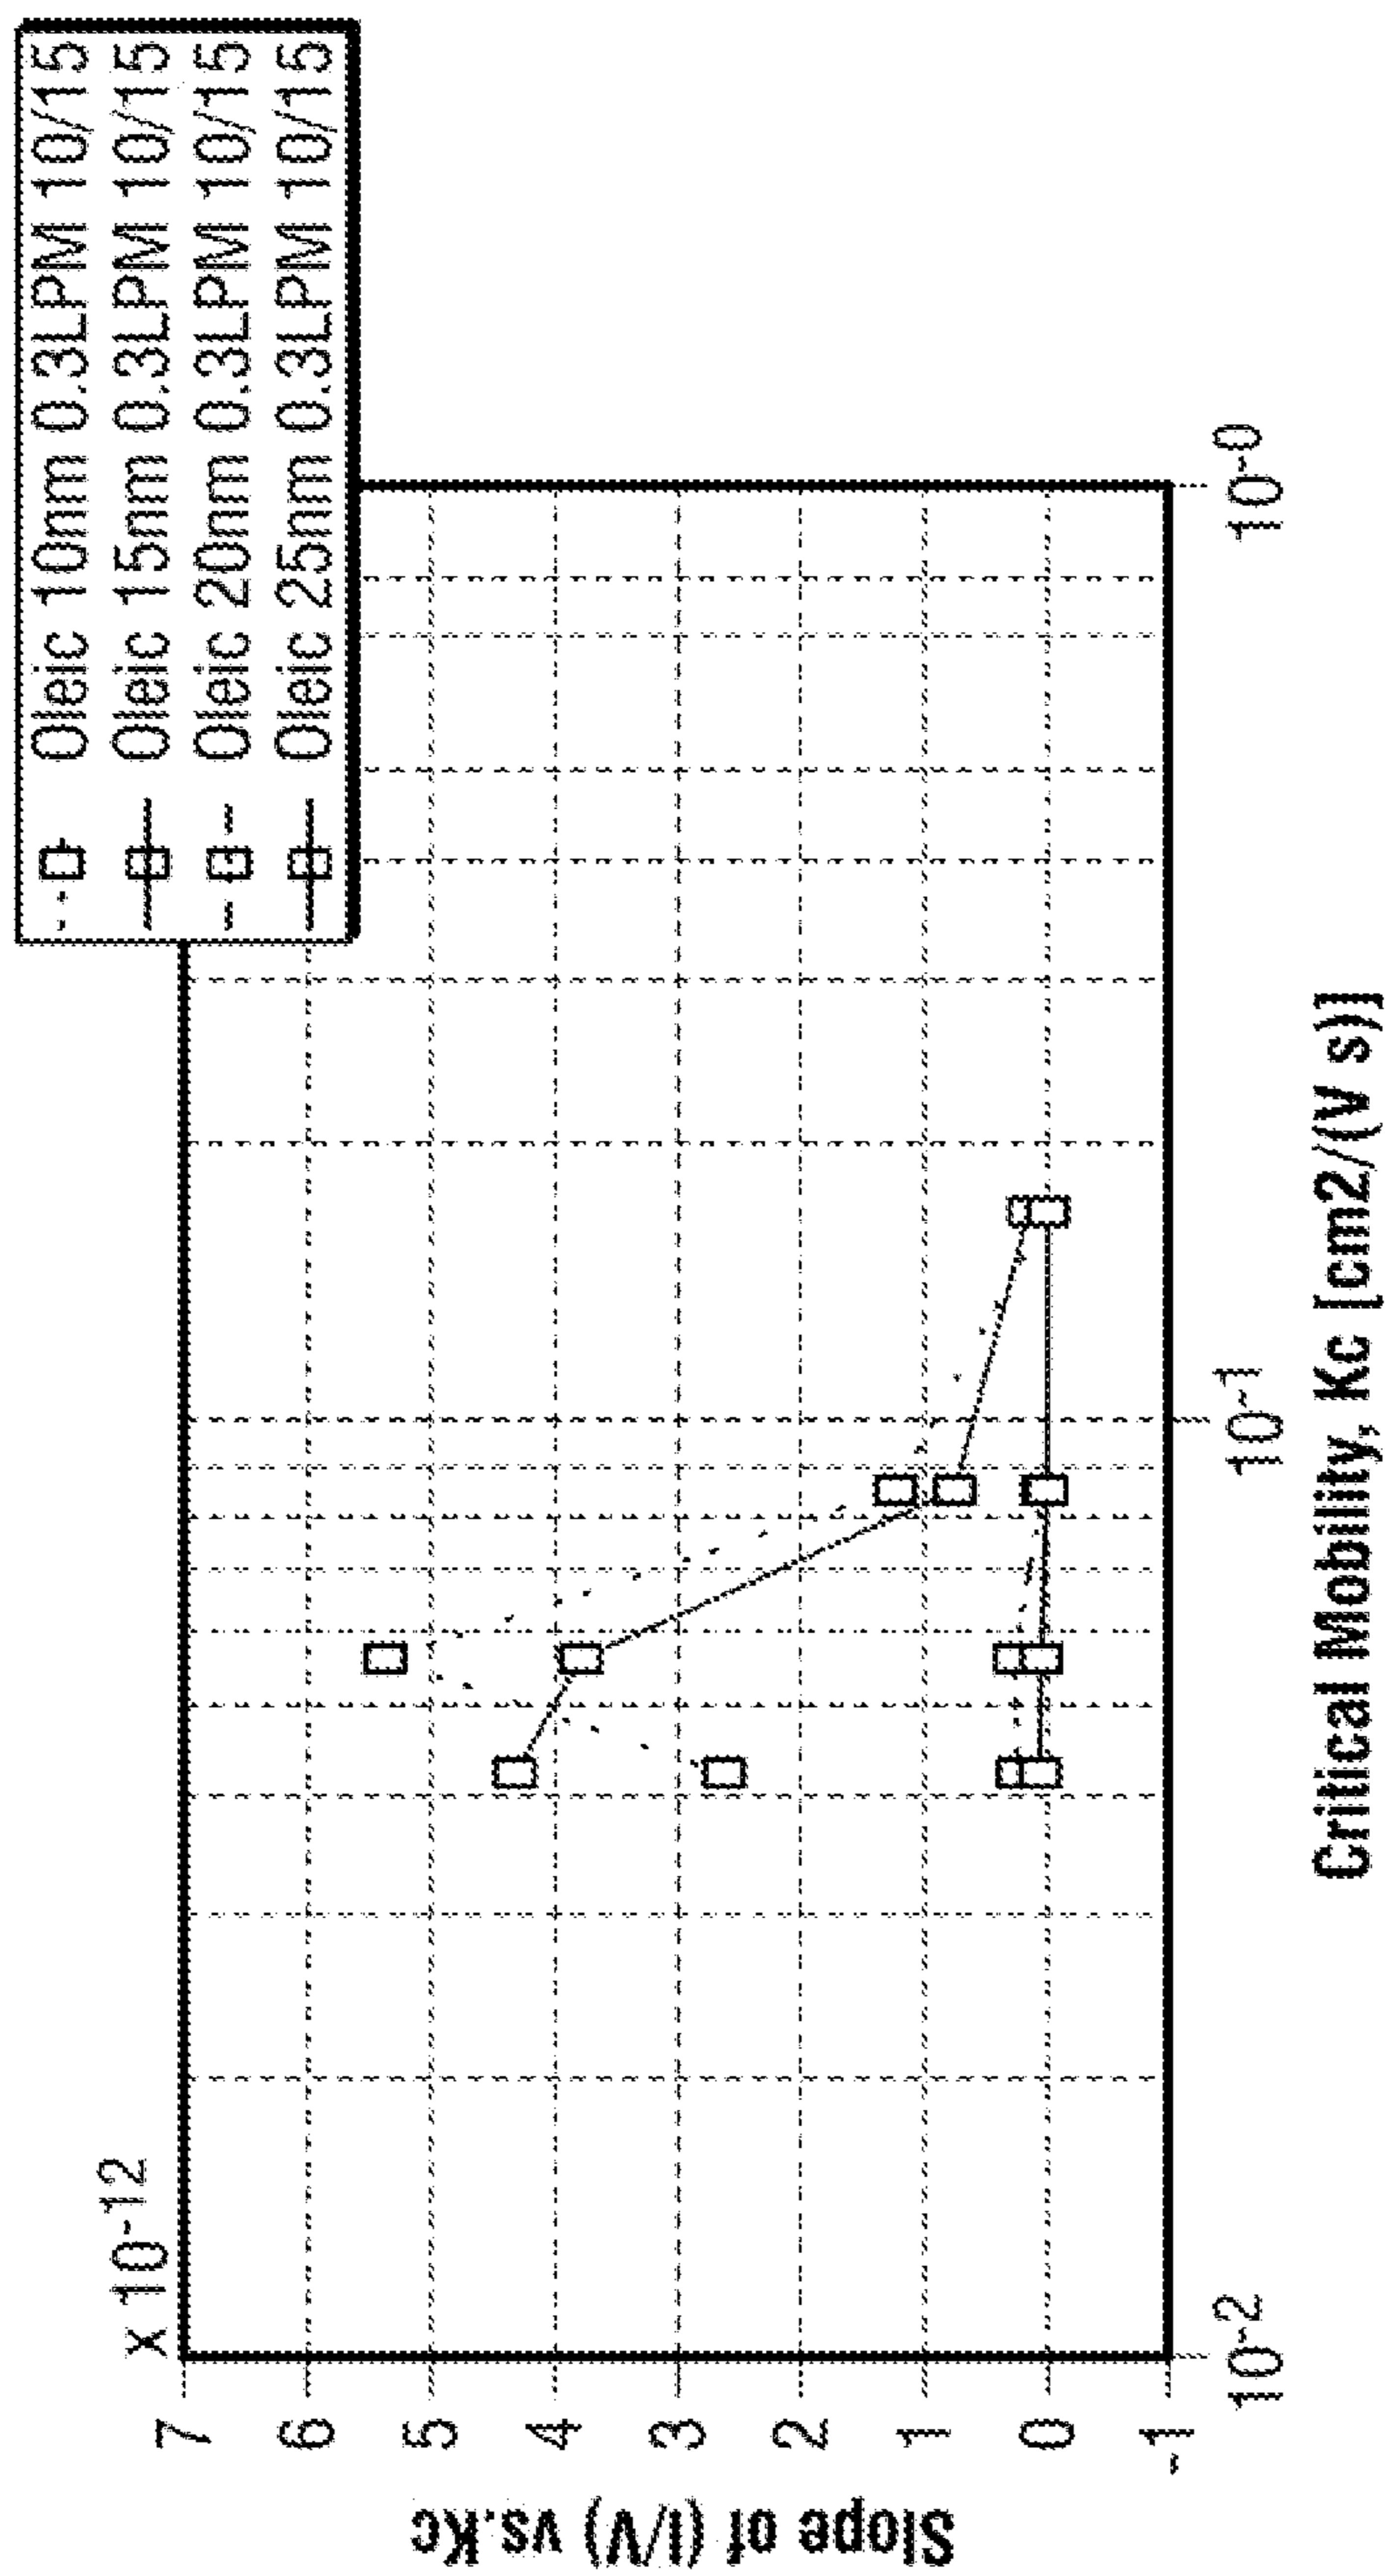 x 10-12
Oleic 10nm 0.3LPM 10/15
Oleic 15nm 0.3LPM 10/15
Oleic 20nm 0.3LPM 10/15
Oleic 25nm 0.3LPM 10/15
7
6
5
4
3
2
1
0
-1
Slope of (I/V) vs.Kc
10-2
10-1
10-0
Critical Mobility, Kc [cm2/(V s)]